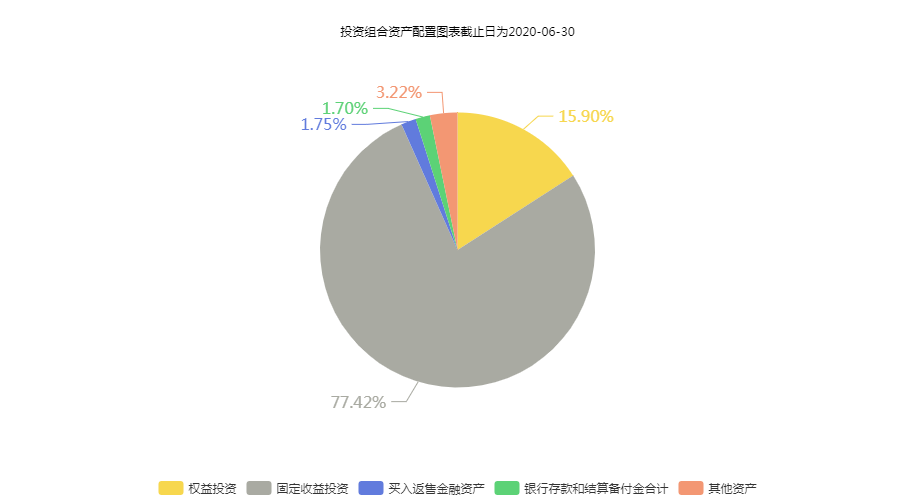 投资组合资产配置图表截止日为2020-06-30
3.22%
1.70%
1.75%
15.90%
77.42%
权益投资 固定收益投资 买入返售金融资产 银行存款和结算备付金合计 其他资产